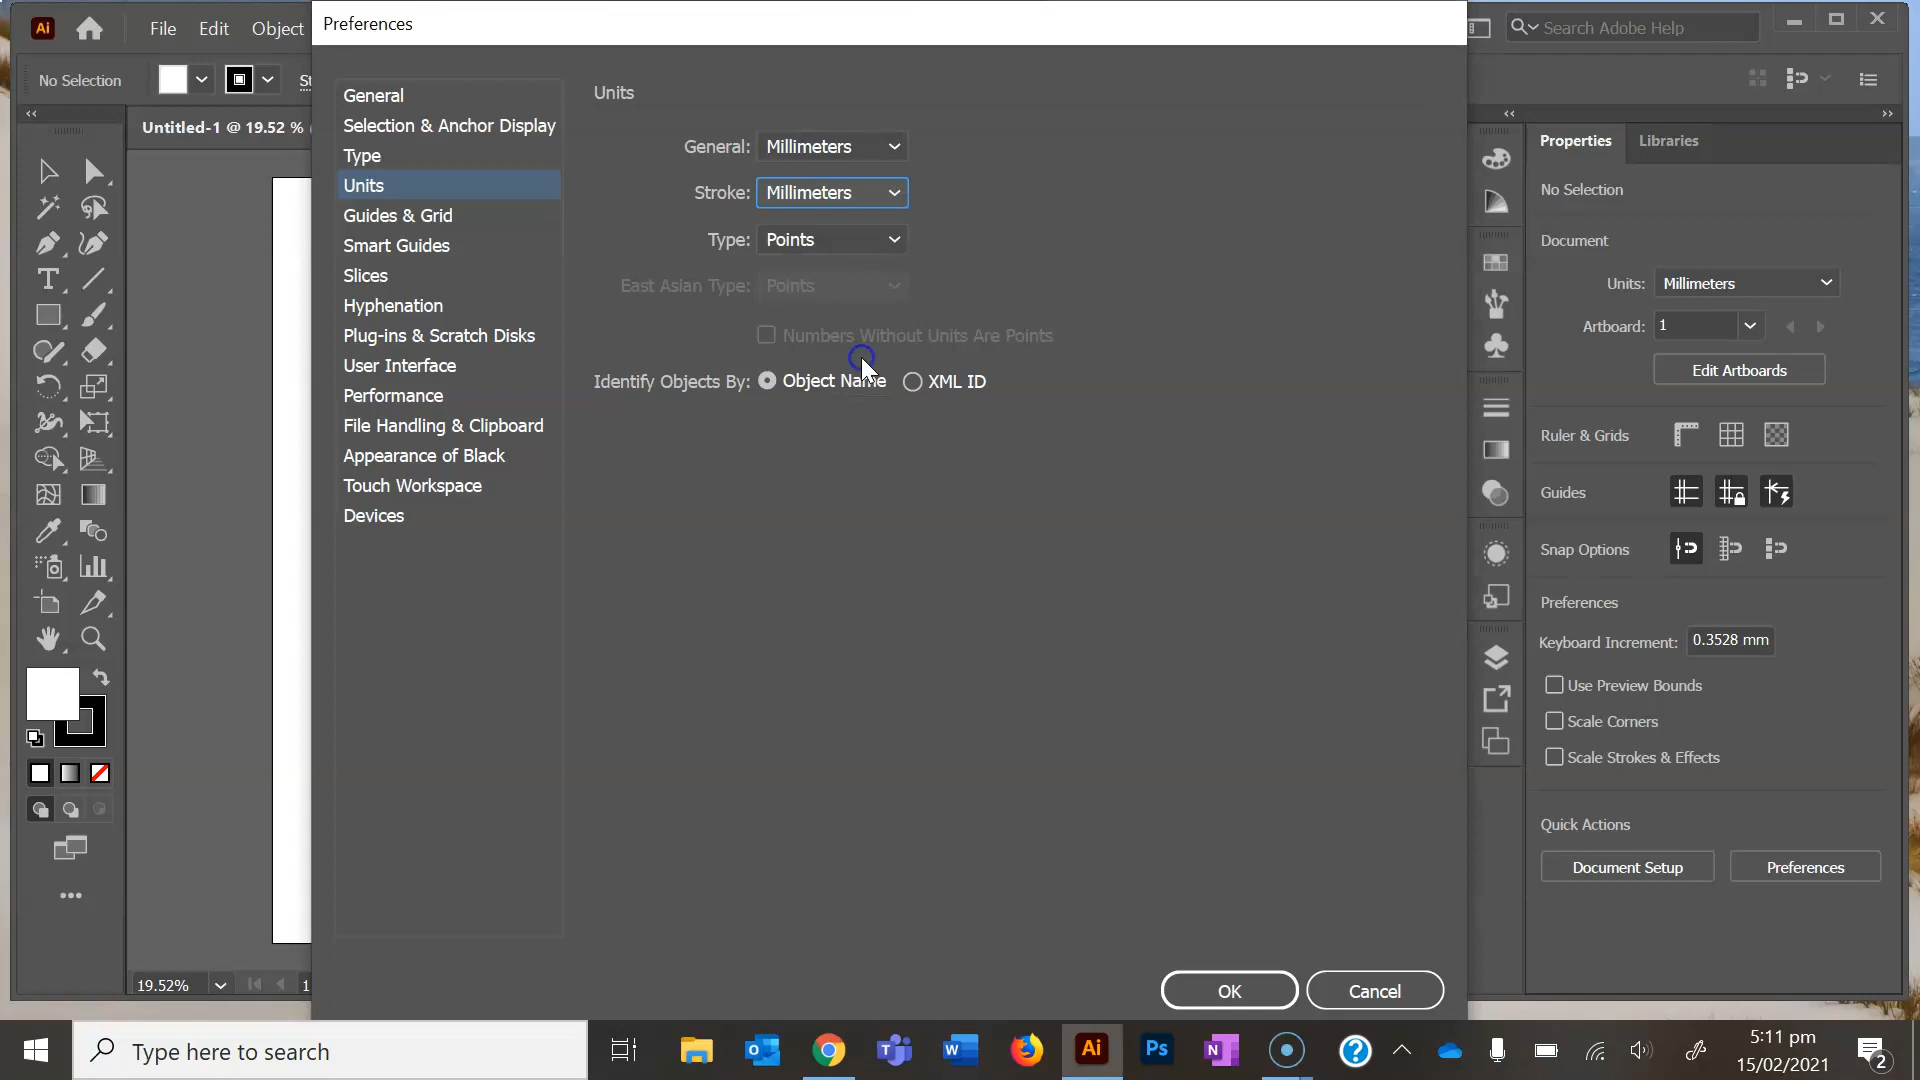 Preferences
Ai
File Edit Object
Search Adobe Help
No Selection
St
Untitled-1 @ 19.52 % (
General
Selection & Anchor Display
Type
Units
Guides & Grid
Smart Guides
Slices
Hyphenation
Plug-ins & Scratch Disks
User Interface
Performance
File Handling & Clipboard
Appearance of Black
Touch Workspace
Devices
Units
General: Millimeters
Stroke: Millimeters
Type: Points
East Asian Type: Points
Numbers Without Units Are Points
Identify Objects By: Object Name XML ID
OK Cancel
Properties Libraries
No Selection
Document
Units: Millimeters
Artboard: 1
Edit Artboards
Ruler & Grids
Guides
Snap Options
Preferences
Keyboard Increment: 0.3528 mm
Use Preview Bounds
Scale Corners
Scale Strokes & Effects
Quick Actions
Document Setup Preferences
19.52% 1
Type here to search
Ai Ps
5:11 pm
15/02/2021
2